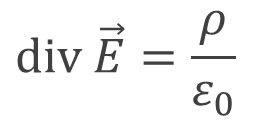 div E⃗ = ρ/ε₀